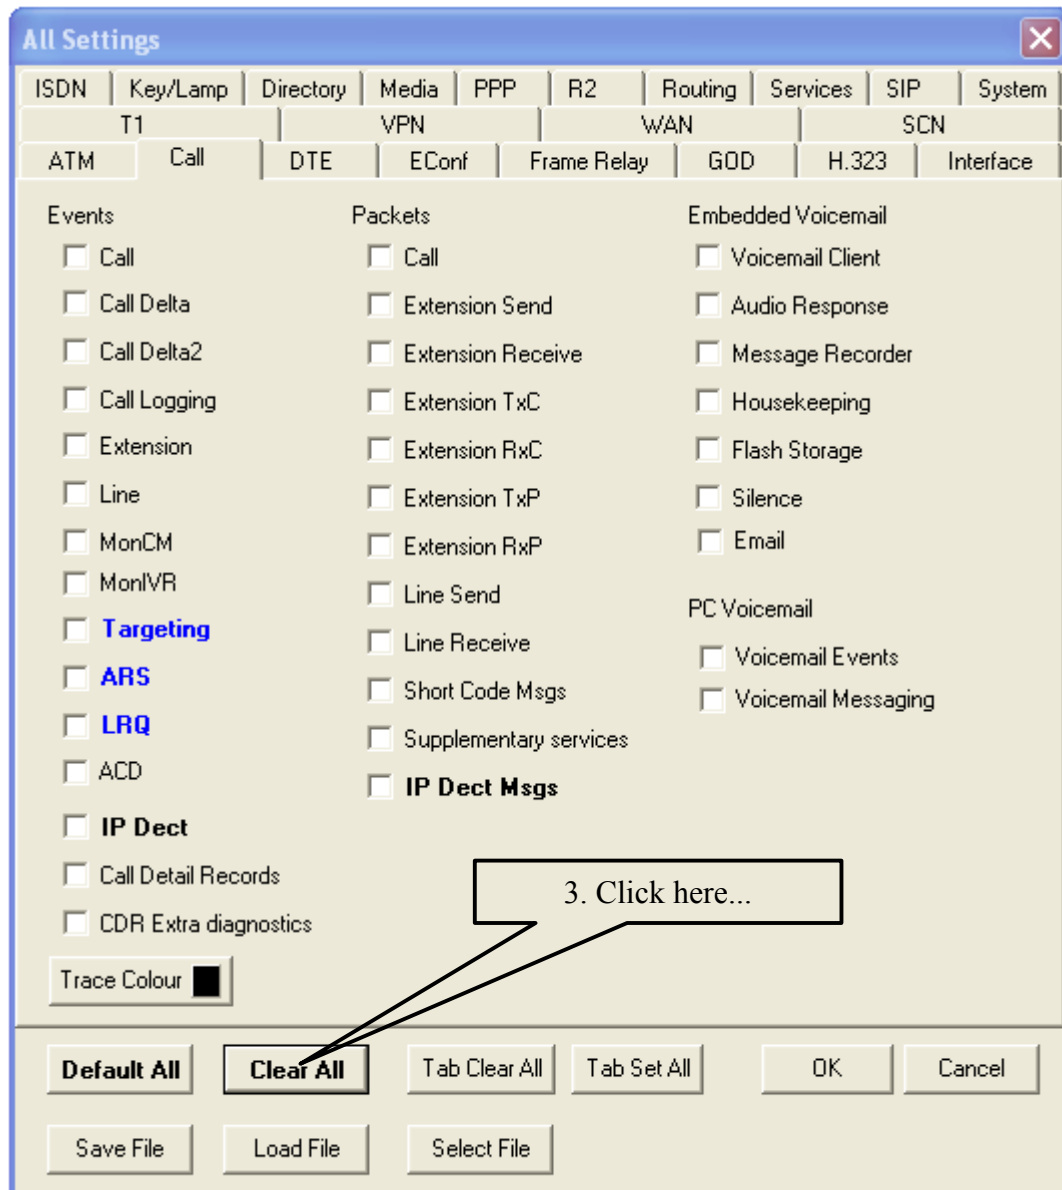 All Settings
ISDN Key/Lamp Directory Media PPP R2 Routing Services SIP System
T1 VPN WAN SCN
ATM Call DTE EConf Frame Relay GOD H.323 Interface
Events
Call
Call Delta
Call Delta2
Call Logging
Extension
Line
MonCM
MonIVR
Targeting
ARS
LRQ
ACD
IP Dect
Call Detail Records
CDR Extra diagnostics
Trace Colour
Packets
Call
Extension Send
Extension Receive
Extension TxC
Extension RxC
Extension TxP
Extension RxP
Line Send
Line Receive
Short Code Msgs
Supplementary services
IP Dect Msgs
Embedded Voicemail
Voicemail Client
Audio Response
Message Recorder
Housekeeping
Flash Storage
Silence
Email
PC Voicemail
Voicemail Events
Voicemail Messaging
3. Click here...
Default All Clear All Tab Clear All Tab Set All OK Cancel
Save File Load File Select File